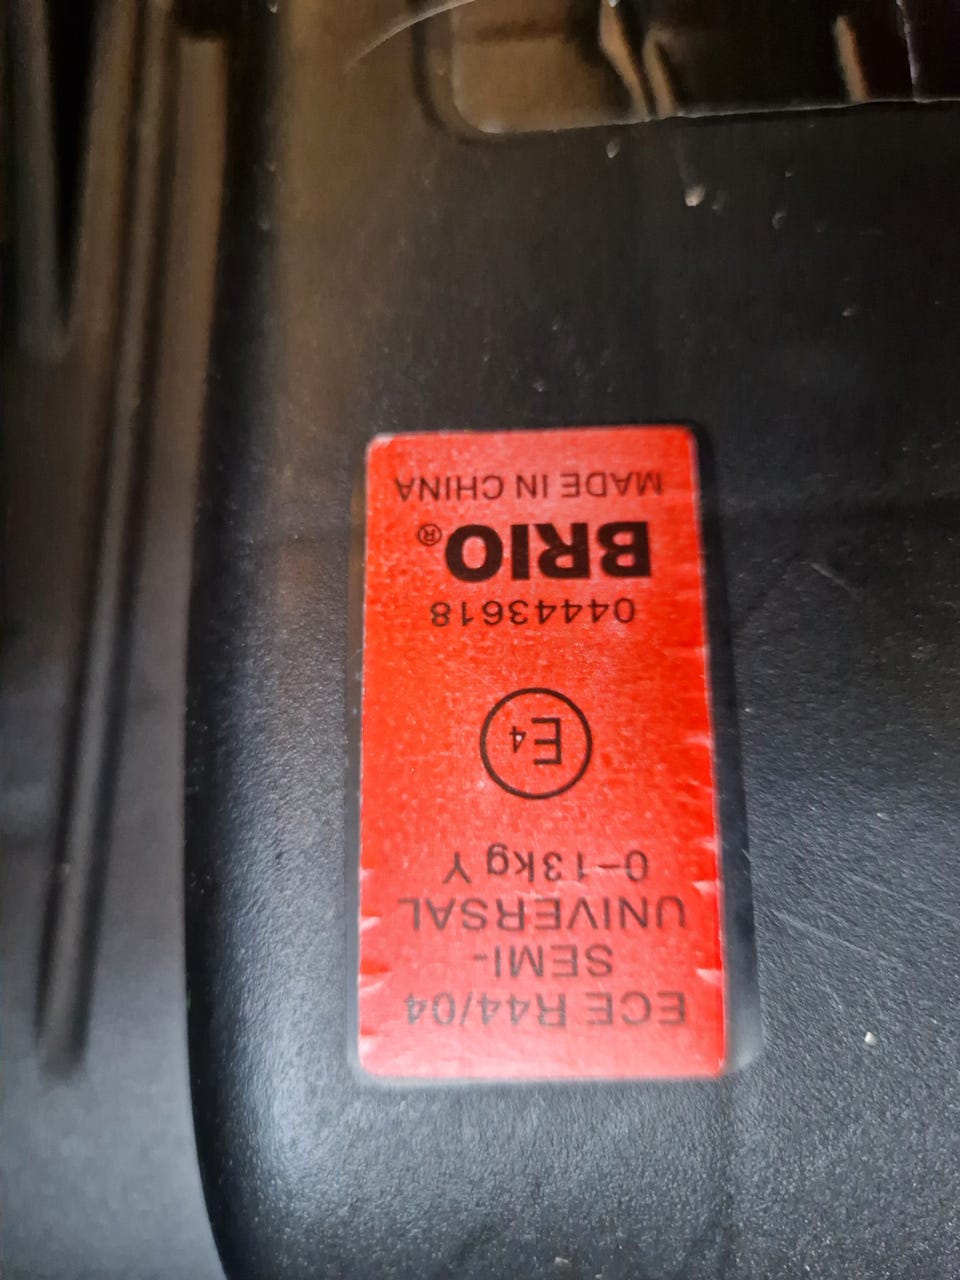 ECE R44/04
SEMI-
UNIVERSAL
0-13kg Y
E4
04443618
BRIO®
MADE IN CHINA